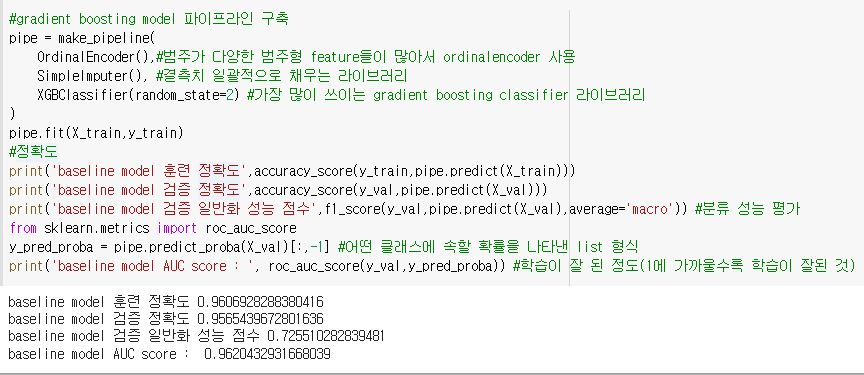 #gradient boosting model 파이프라인 구축
pipe = make_pipeline(
    OrdinalEncoder(),#범주가 다양한 범주형 feature들이 많아서 ordinalencoder 사용
    SimpleImputer(), #결측치 일괄적으로 채우는 라이브러리
    XGBClassifier(random_state=2) #가장 많이 쓰이는 gradient boosting classifier 라이브러리
)
pipe.fit(X_train,y_train)
#정확도
print('baseline model 훈련 정확도',accuracy_score(y_train,pipe.predict(X_train)))
print('baseline model 검증 정확도',accuracy_score(y_val,pipe.predict(X_val)))
print('baseline model 검증 일반화 성능 점수',f1_score(y_val,pipe.predict(X_val),average='macro')) #분류 성능 평가
from sklearn.metrics import roc_auc_score
y_pred_proba = pipe.predict_proba(X_val)[:,-1] #어떤 클래스에 속할 확률을 나타낸 list 형식
print('baseline model AUC score : ', roc_auc_score(y_val,y_pred_proba)) #학습이 잘 된 정도(1에 가까울수록 학습이 잘된 것)
baseline model 훈련 정확도 0.9606928288380416
baseline model 검증 정확도 0.9565439672801636
baseline model 검증 일반화 성능 점수 0.725510282839481
baseline model AUC score :  0.9620432931668039